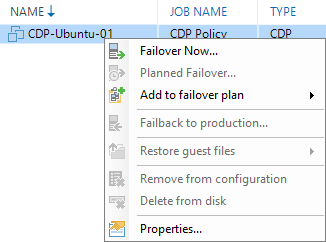 NAME JOB NAME TYPE
CDP-Ubuntu-01 CDP Policy CDP
Failover Now...
Planned Failover...
Add to failover plan
Failback to production...
Restore guest files
Remove from configuration
Delete from disk
Properties...